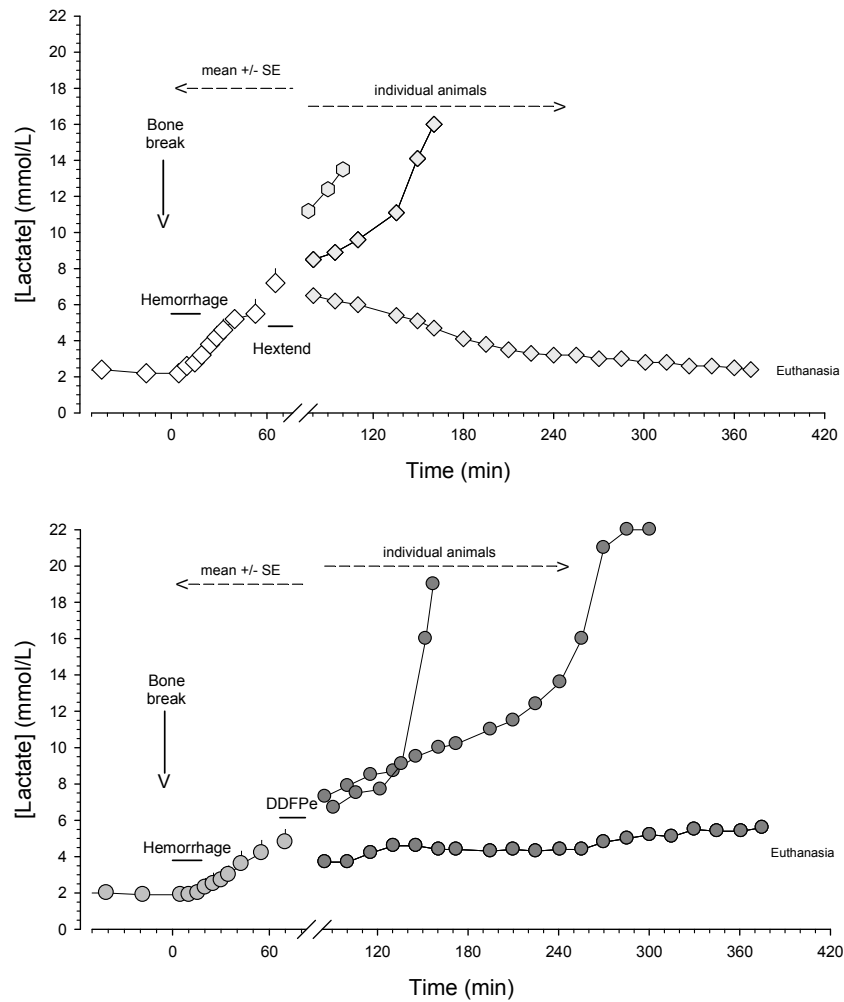 22
20
18
16
14
12
10
8
6
4
2
0
[Lactate] (mmol/L)
mean +/- SE
individual animals
Bone
break
Hemorrhage
Hextend
Euthanasia
0
60
120
180
240
300
360
420
Time (min)
22
20
18
16
14
12
10
8
6
4
2
0
[Lactate] (mmol/L)
individual animals
mean +/- SE
Bone
break
DDFPe
Hemorrhage
Euthanasia
0
60
120
180
240
300
360
420
Time (min)